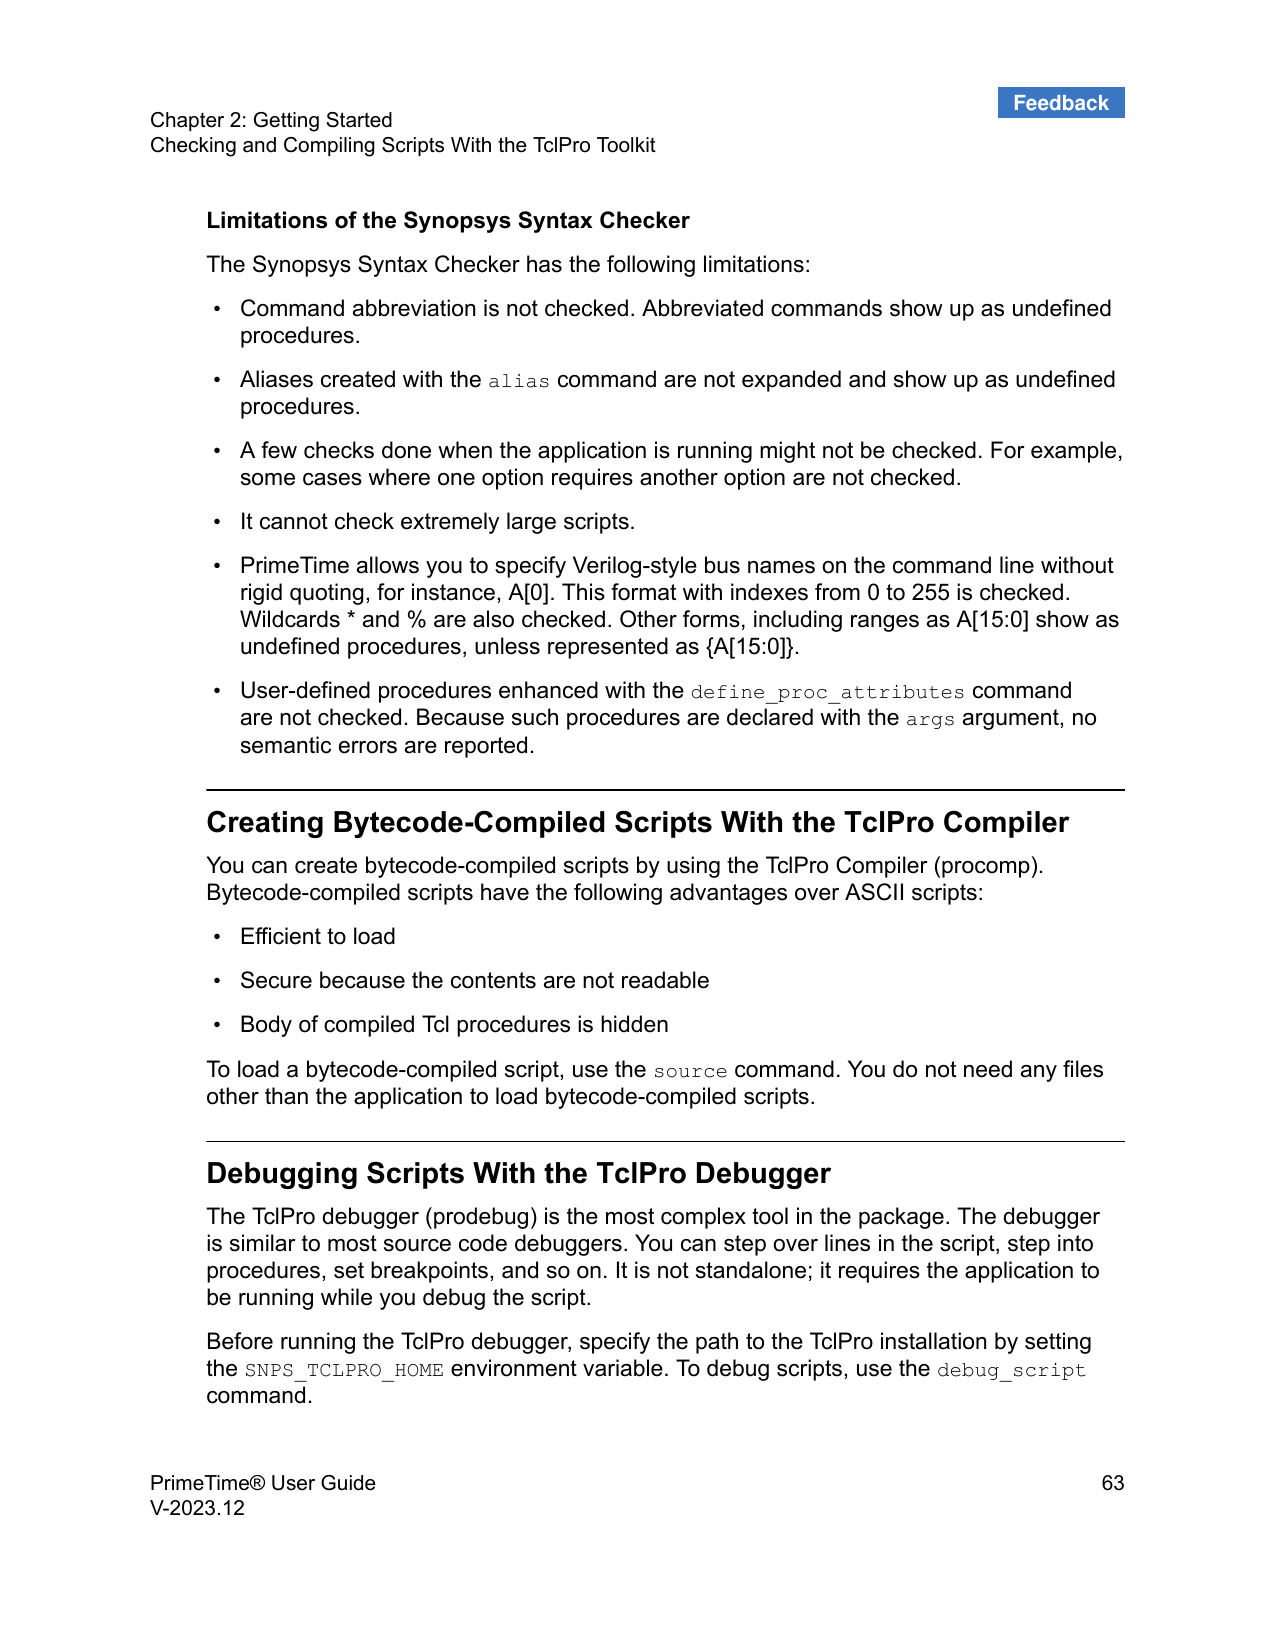 Feedback
Chapter 2: Getting Started
Checking and Compiling Scripts With the TclPro Toolkit
Limitations of the Synopsys Syntax Checker
The Synopsys Syntax Checker has the following limitations:
• Command abbreviation is not checked. Abbreviated commands show up as undefined
procedures.
• Aliases created with the alias command are not expanded and show up as undefined
procedures.
• A few checks done when the application is running might not be checked. For example,
some cases where one option requires another option are not checked.
• It cannot check extremely large scripts.
• PrimeTime allows you to specify Verilog-style bus names on the command line without
rigid quoting, for instance, A[0]. This format with indexes from 0 to 255 is checked.
Wildcards * and % are also checked. Other forms, including ranges as A[15:0] show as
undefined procedures, unless represented as {A[15:0]}.
• User-defined procedures enhanced with the define_proc_attributes command
are not checked. Because such procedures are declared with the args argument, no
semantic errors are reported.
Creating Bytecode-Compiled Scripts With the TclPro Compiler
You can create bytecode-compiled scripts by using the TclPro Compiler (procomp).
Bytecode-compiled scripts have the following advantages over ASCII scripts:
• Efficient to load
• Secure because the contents are not readable
• Body of compiled Tcl procedures is hidden
To load a bytecode-compiled script, use the source command. You do not need any files
other than the application to load bytecode-compiled scripts.
Debugging Scripts With the TclPro Debugger
The TclPro debugger (prodebug) is the most complex tool in the package. The debugger
is similar to most source code debuggers. You can step over lines in the script, step into
procedures, set breakpoints, and so on. It is not standalone; it requires the application to
be running while you debug the script.
Before running the TclPro debugger, specify the path to the TclPro installation by setting
the SNPS_TCLPRO_HOME environment variable. To debug scripts, use the debug_script
command.
PrimeTime® User Guide 63
V-2023.12